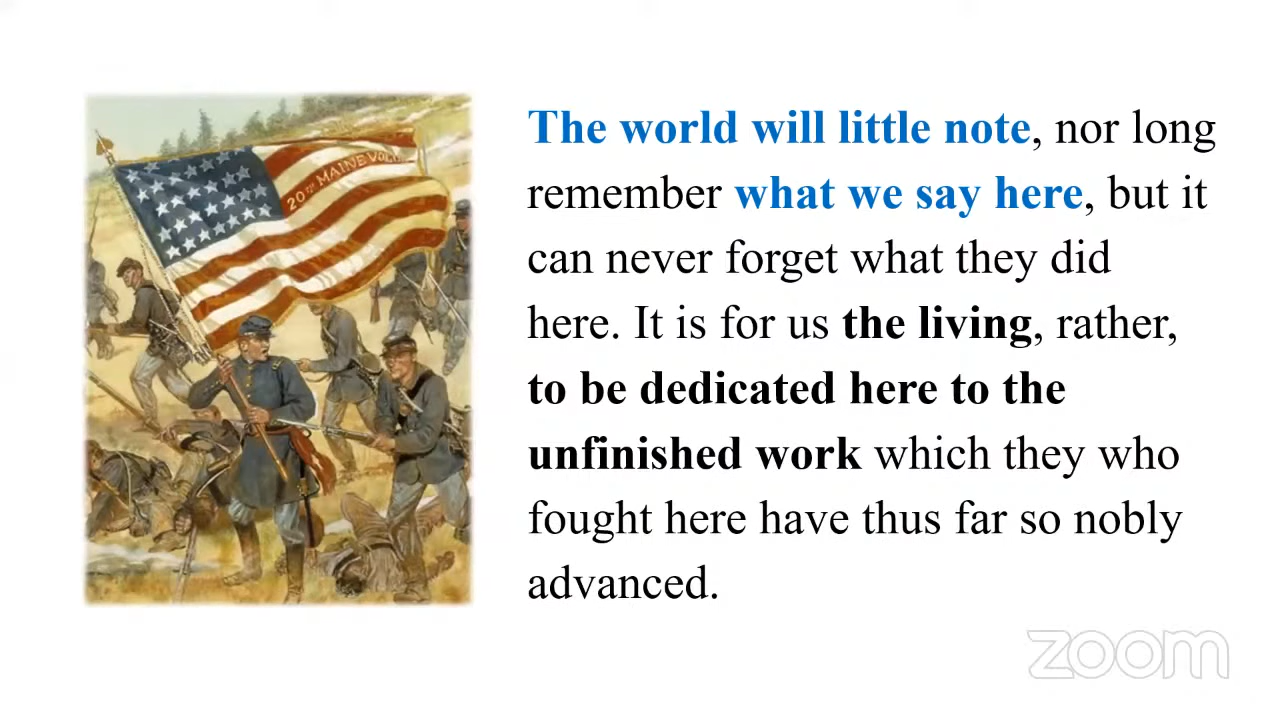 The world will little note, nor long
remember what we say here, but it
can never forget what they did
here. It is for us the living, rather,
to be dedicated here to the
unfinished work which they who
fought here have thus far so nobly
advanced.
20TH MAINE VOL
zoom